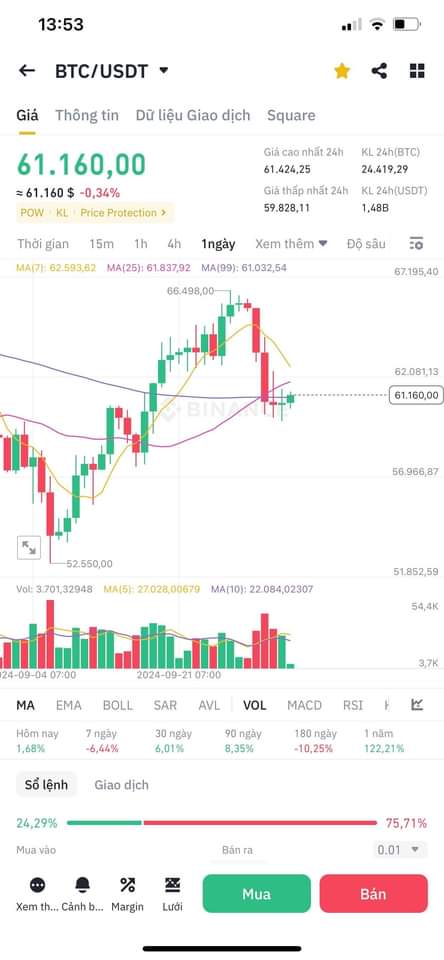 13:53
BTC/USDT
Giá Thông tin Dữ liệu Giao dịch Square
61.160,00
≈ 61.160 $ -0,34%
POW KL Price Protection
Giá cao nhất 24h KL 24h(BTC)
61.424,25 24.419,29
Giá thấp nhất 24h KL 24h(USDT)
59.828,11 1,48B
Thời gian 15m 1h 4h 1ngày Xem thêm Độ sâu
MA(7): 62.593,62 MA(25): 61.837,92 MA(99): 61.032,54
67.195,40
66.498,00
62.081,13
61.160,00
BINAN
56.966,87
52.550,00
51.852,59
Vol: 3.701,32948 MA(5): 27.028,00679 MA(10): 22.084,02307
54,4K
3,7K
024-09-04 07:00 2024-09-21 07:00
MA EMA BOLL SAR AVL VOL MACD RSI
Hôm nay 7 ngày 30 ngày 90 ngày 180 ngày 1 năm
1,68% -6,44% 6,01% 8,35% -10,25% 122,21%
Sổ lệnh Giao dịch
24,29% 75,71%
Mua vào Bán ra 0.01
Xem th... Cảnh b... Margin Lưới
Mua Bán